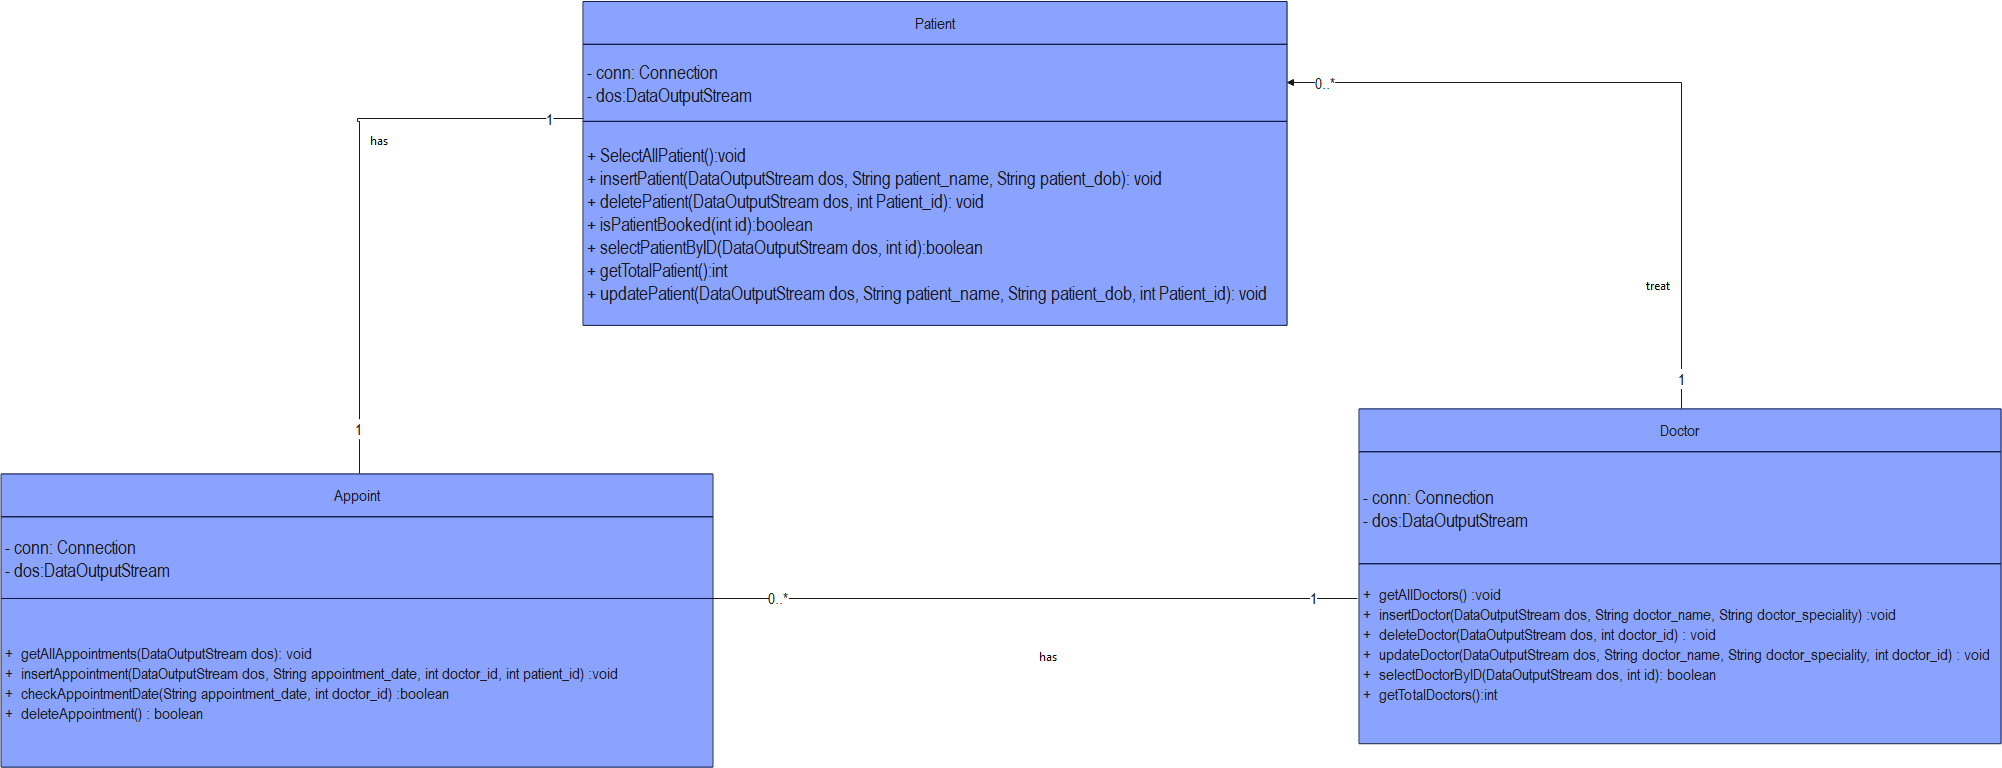 Patient
- conn: Connection
- dos:DataOutputStream
+ SelectAllPatient():void
+ insertPatient(DataOutputStream dos, String patient_name, String patient_dob): void
+ deletePatient(DataOutputStream dos, int Patient_id): void
+ isPatientBooked(int id):boolean
+ selectPatientByID(DataOutputStream dos, int id):boolean
+ getTotalPatient():int
+ updatePatient(DataOutputStream dos, String patient_name, String patient_dob, int Patient_id): void
0..*
1
has
treat
1
1
Doctor
- conn: Connection
- dos:DataOutputStream
+ getAllDoctors() :void
+ insertDoctor(DataOutputStream dos, String doctor_name, String doctor_speciality) :void
+ deleteDoctor(DataOutputStream dos, int doctor_id) : void
+ updateDoctor(DataOutputStream dos, String doctor_name, String doctor_speciality, int doctor_id) : void
+ selectDoctorByID(DataOutputStream dos, int id): boolean
+ getTotalDoctors():int
Appoint
- conn: Connection
- dos:DataOutputStream
+ getAllAppointments(DataOutputStream dos): void
+ insertAppointment(DataOutputStream dos, String appointment_date, int doctor_id, int patient_id) :void
+ checkAppointmentDate(String appointment_date, int doctor_id) :boolean
+ deleteAppointment() : boolean
0..*
1
has